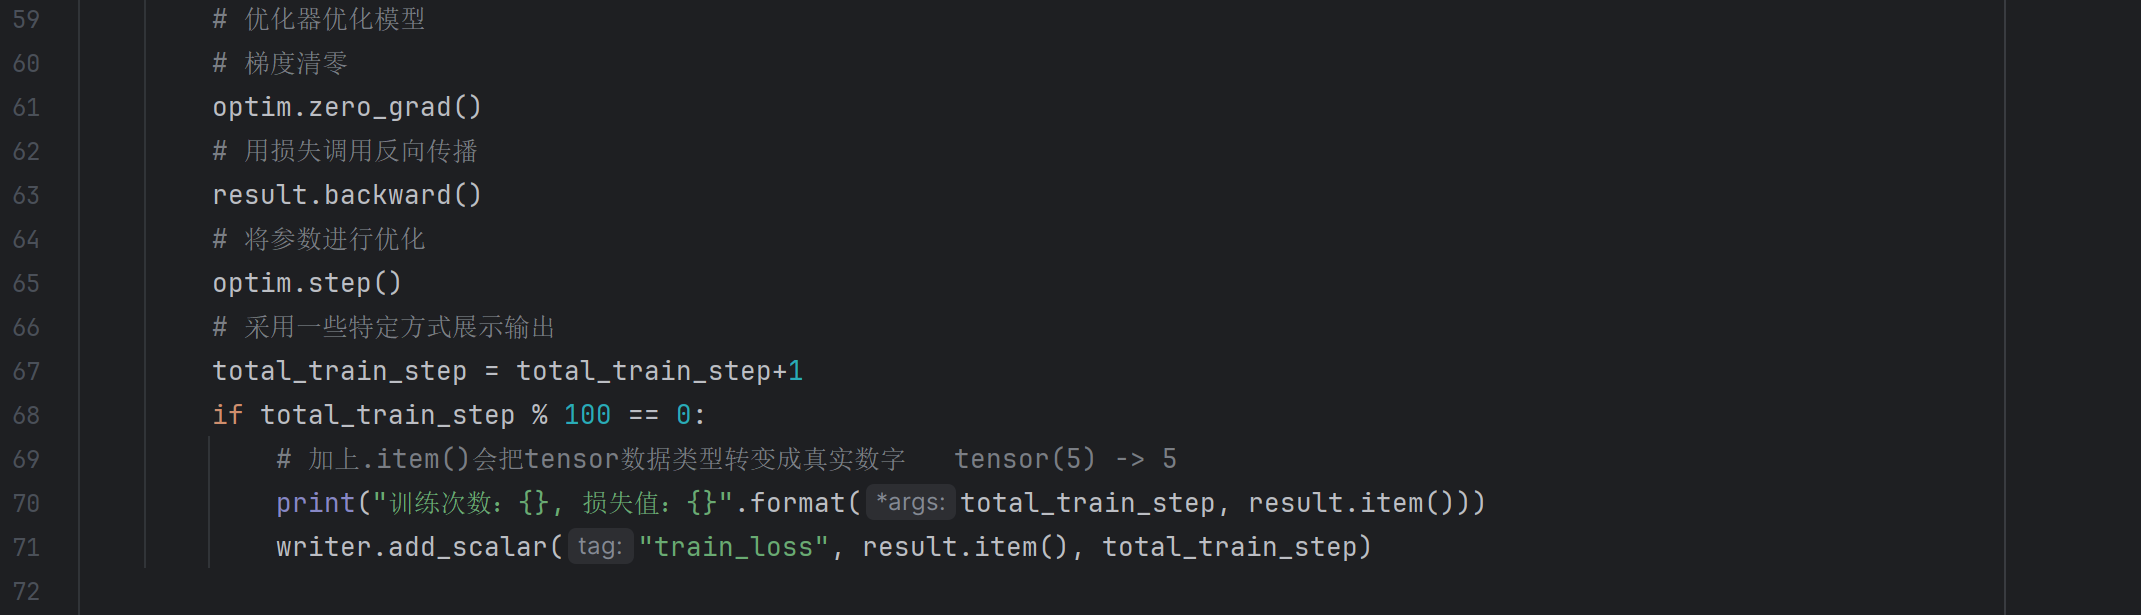 59 # 优化器优化模型
60 # 梯度清零
61 optim.zero_grad()
62 # 用损失调用反向传播
63 result.backward()
64 # 将参数进行优化
65 optim.step()
66 # 采用一些特定方式展示输出
67 total_train_step = total_train_step+1
68 if total_train_step % 100 == 0:
69 # 加上.item()会把tensor数据类型转变成真实数字   tensor(5) -> 5
70 print("训练次数：{}, 损失值：{}".format( *args: total_train_step, result.item()))
71 writer.add_scalar( tag: "train_loss", result.item(), total_train_step)
72